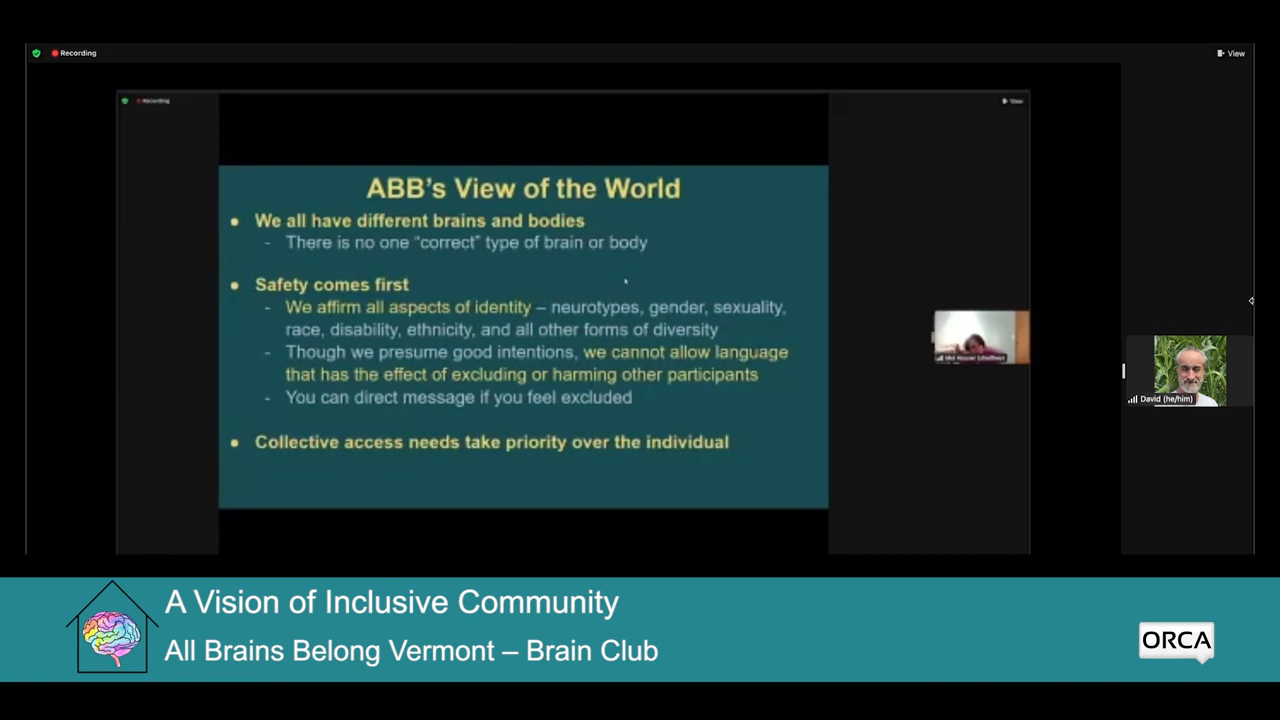 Recording
View
Recording
View
ABB's View of the World
● We all have different brains and bodies
- There is no one “correct” type of brain or body
● Safety comes first
- We affirm all aspects of identity – neurotypes, gender, sexuality,
race, disability, ethnicity, and all other forms of diversity
- Though we presume good intentions, we cannot allow language
that has the effect of excluding or harming other participants
- You can direct message if you feel excluded
● Collective access needs take priority over the individual
David (he/him)
A Vision of Inclusive Community
All Brains Belong Vermont – Brain Club
ORCA